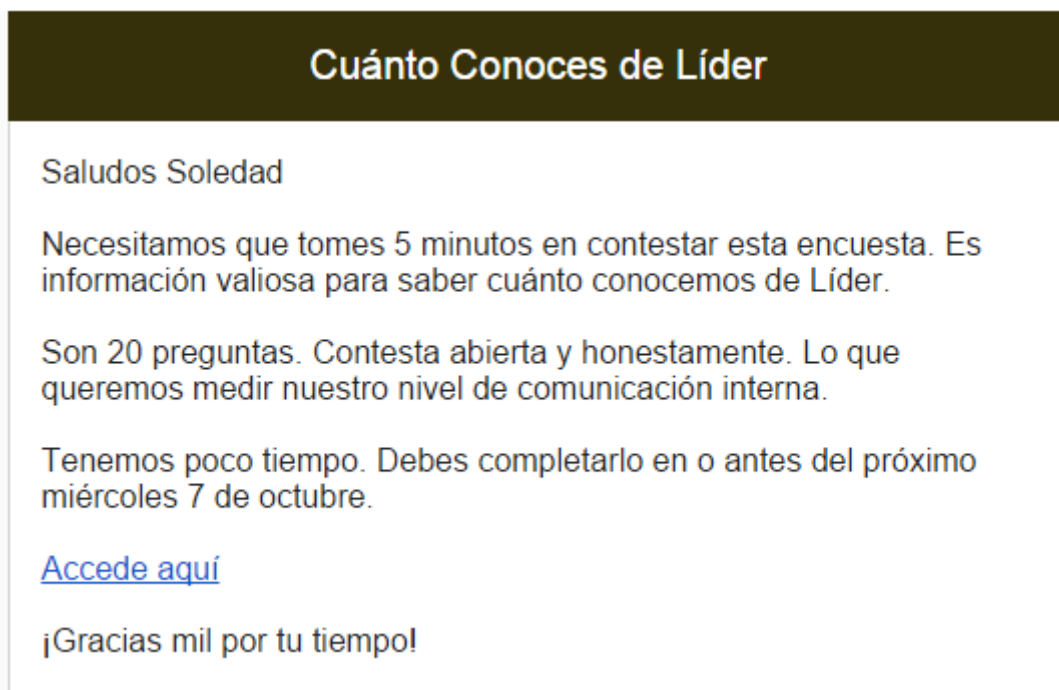 Cuánto Conoces de Líder
Saludos Soledad
Necesitamos que tomes 5 minutos en contestar esta encuesta. Es
información valiosa para saber cuánto conocemos de Líder.
Son 20 preguntas. Contesta abierta y honestamente. Lo que
queremos medir nuestro nivel de comunicación interna.
Tenemos poco tiempo. Debes completarlo en o antes del próximo
miércoles 7 de octubre.
Accede aquí
¡Gracias mil por tu tiempo!